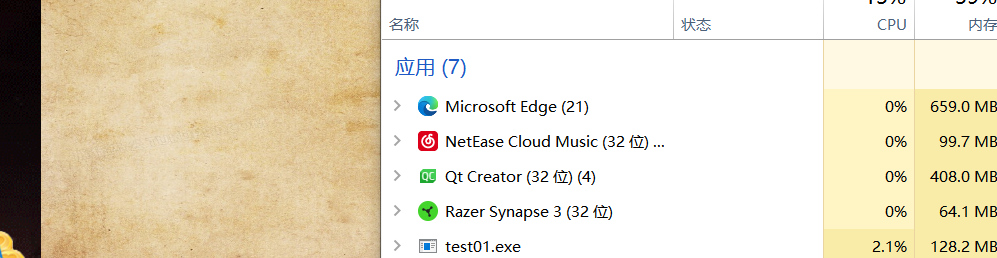 名称 状态 CPU 内存
应用 (7)
Microsoft Edge (21) 0% 659.0 MB
NetEase Cloud Music (32 位) ... 0% 99.7 MB
Qt Creator (32 位) (4) 0% 408.0 MB
Razer Synapse 3 (32 位) 0% 64.1 MB
test01.exe 2.1% 128.2 MB